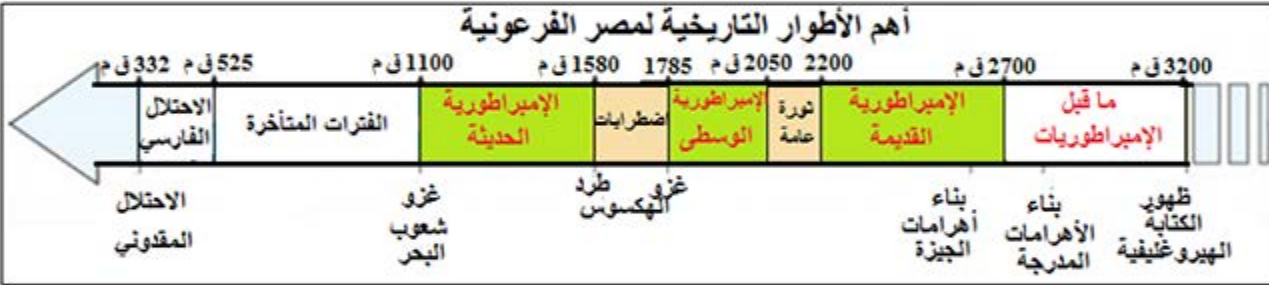 أهم الأطوار التاريخية لمصر الفرعونية
3200 ق م
2700 ق م
2200
2050 ق م
1785
1580 ق م
1100 ق م
525 ق م
332 ق م
ما قبل
الإمبراطوريات
الإمبراطورية
القديمة
ثورة
عامة
الإمبراطورية
الوسطى
اضطرابات
الإمبراطورية
الحديثة
الفترات المتأخرة
الاحتلال
الفارسي
ظهور
الكتابة
الهيروغليفية
بناء
الأهرامات
المدرجة
بناء
أهرامات
الجيزة
غزو
طرد
الهكسوس
غزو
شعوب
البحر
الاحتلال
المقدوني